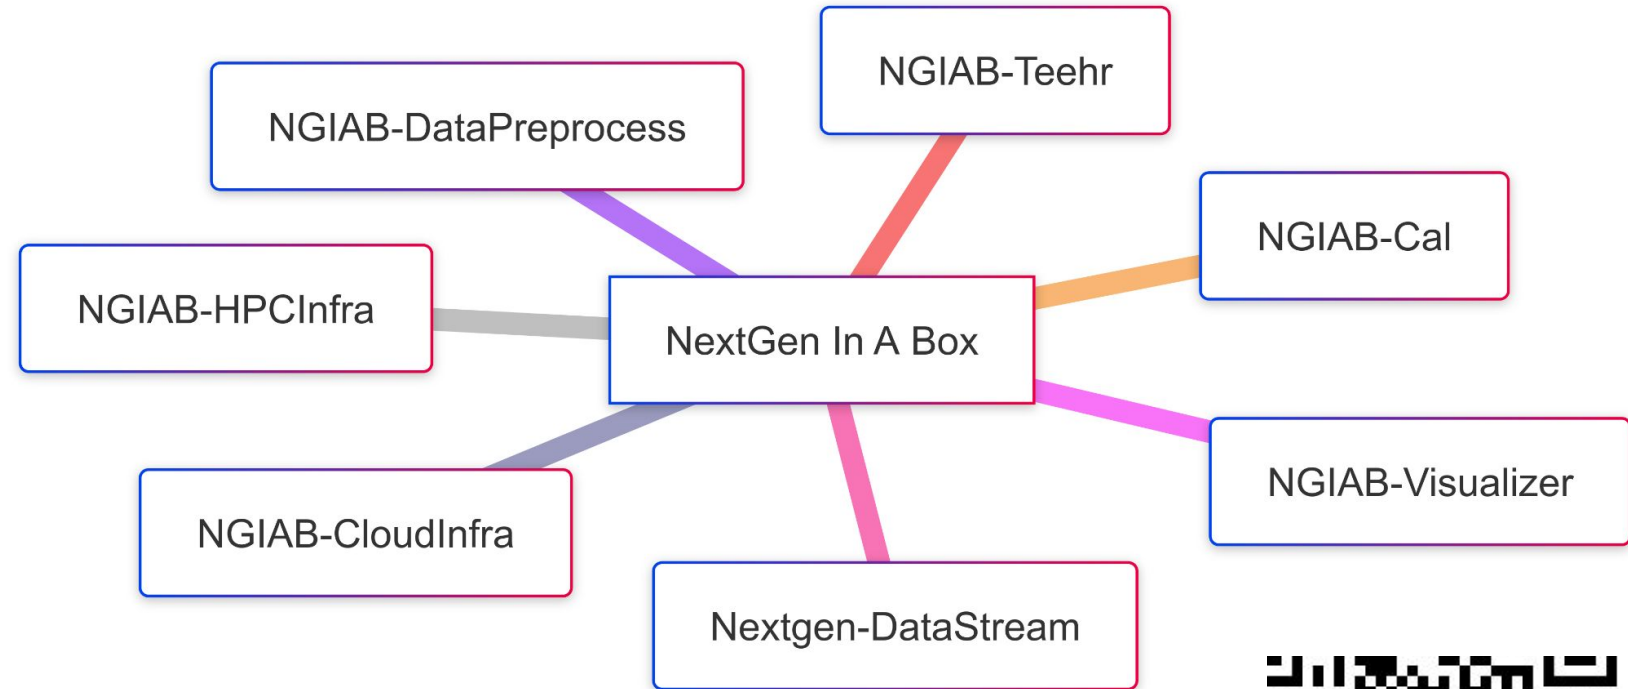 NGIAB-Teehr
NGIAB-DataPreprocess
NGIAB-Cal
NGIAB-HPCInfra
NextGen In A Box
NGIAB-Visualizer
NGIAB-CloudInfra
Nextgen-DataStream